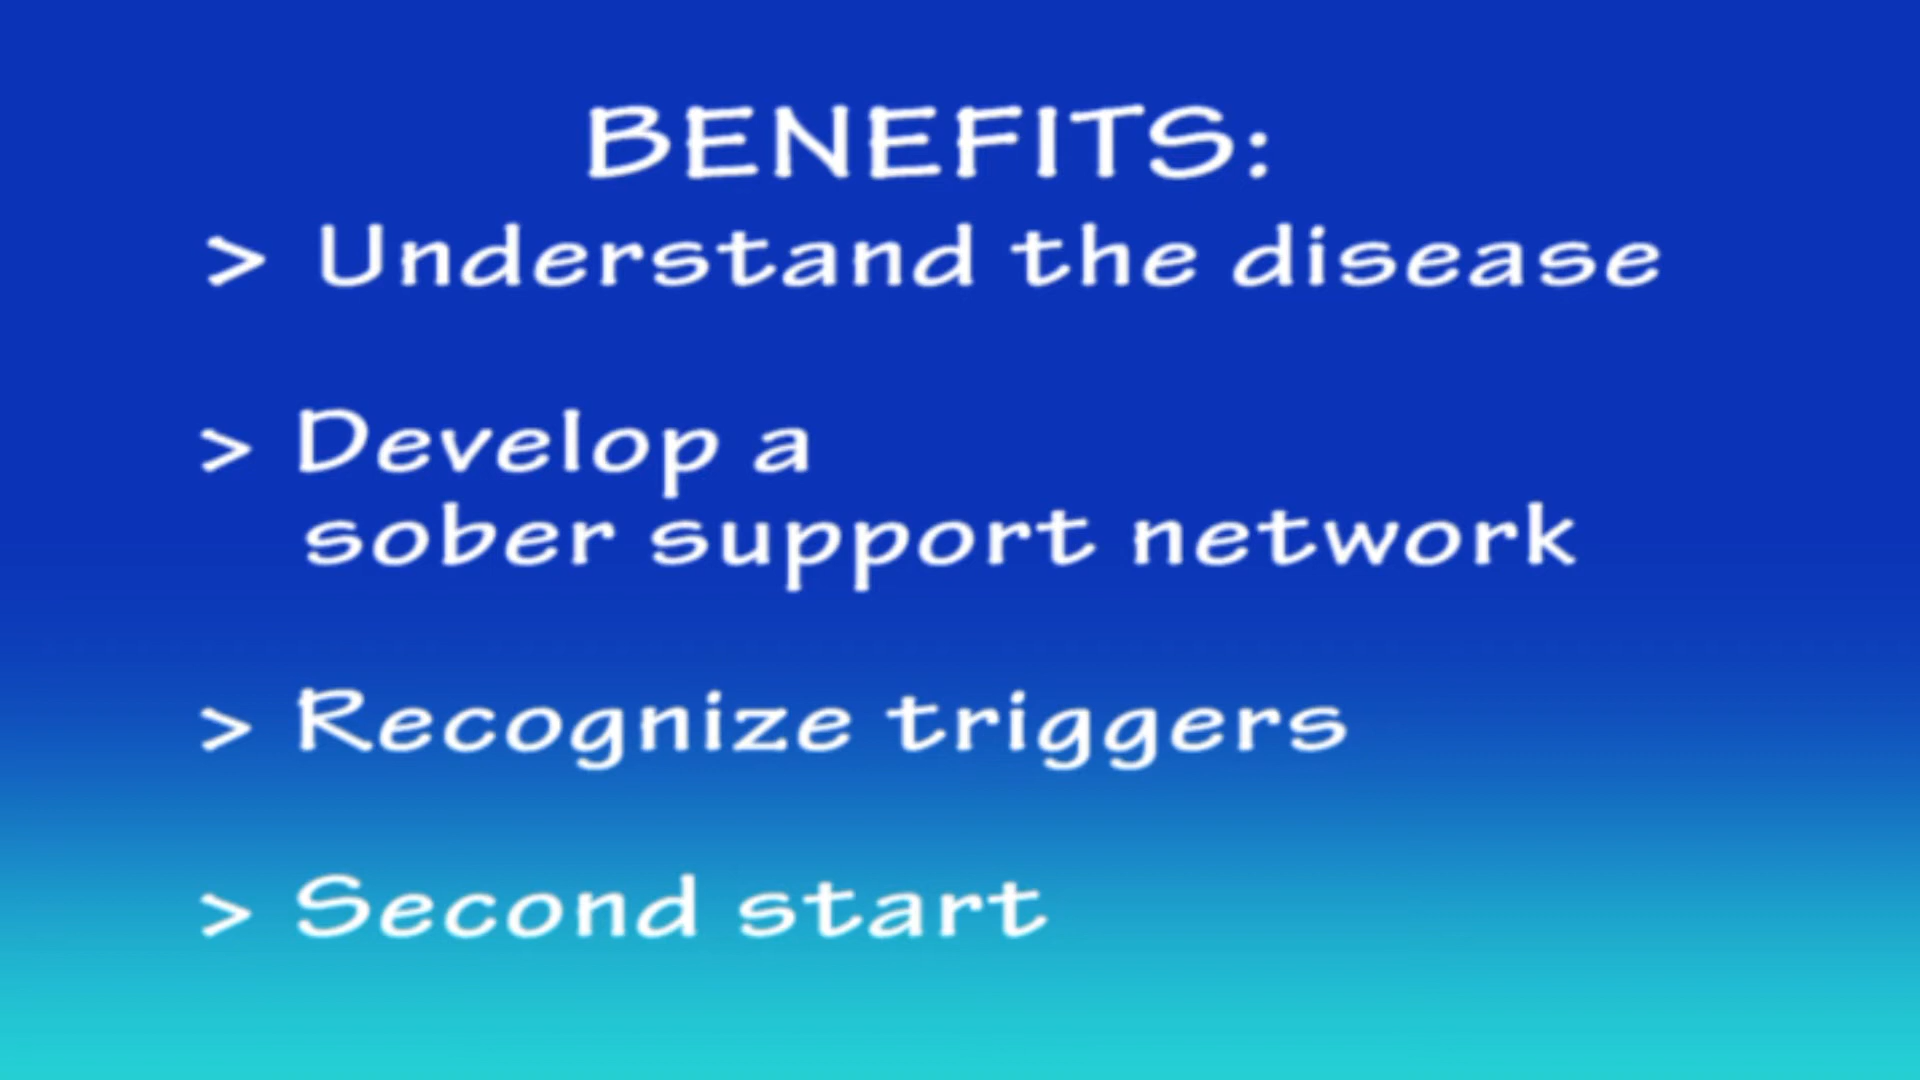 BENEFITS:
> Understand the disease
> Develop a
sober support network
> Recognize triggers
> Second start